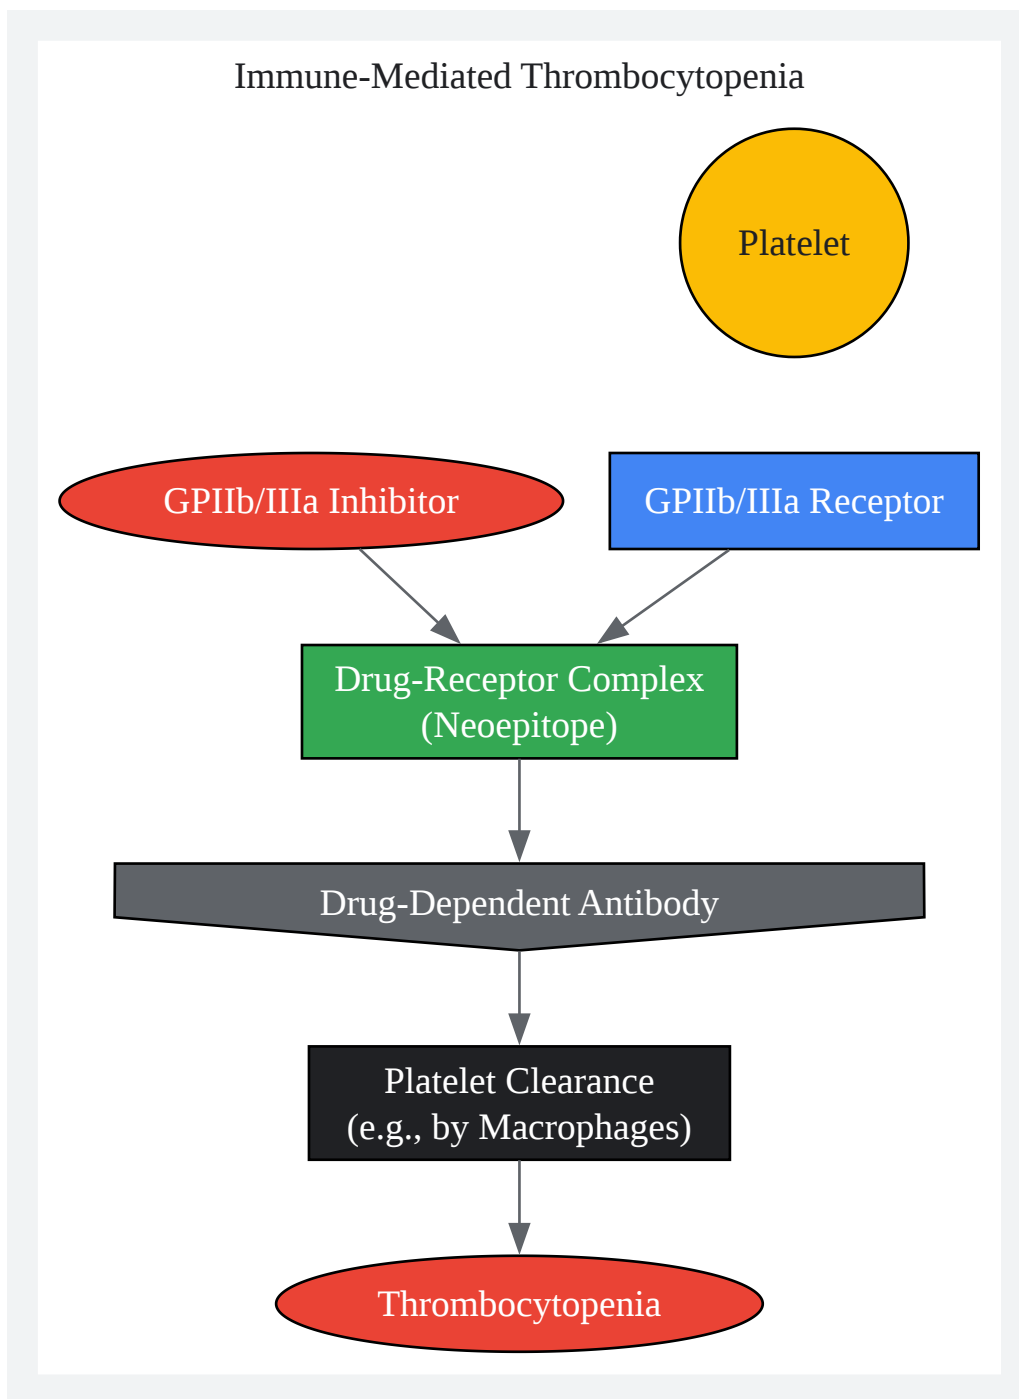 Immune-Mediated Thrombocytopenia
Platelet
GPIIb/IIIa Inhibitor
GPIIb/IIIa Receptor
Drug-Receptor Complex
(Neoepitope)
Drug-Dependent Antibody
Platelet Clearance
(e.g., by Macrophages)
Thrombocytopenia